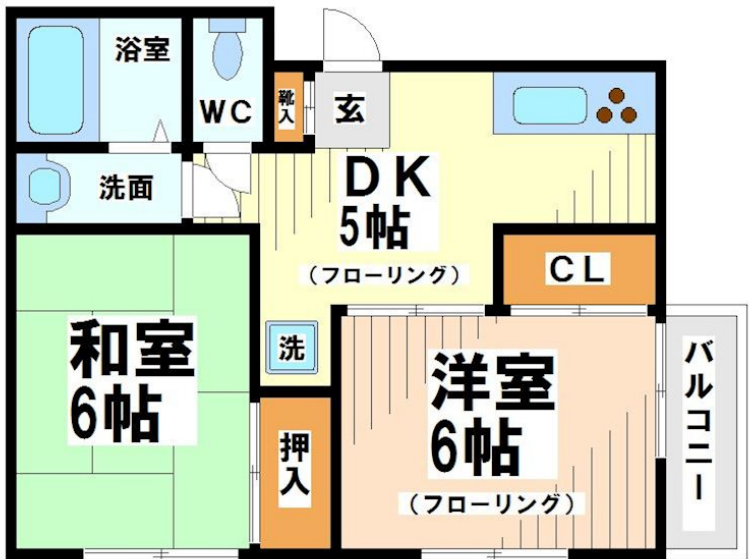 浴室
WC
靴入
玄
洗面
DK
5帖
(フローリング)
CL
和室
6帖
洗
押入
洋室
6帖
(フローリング)
バルコニー